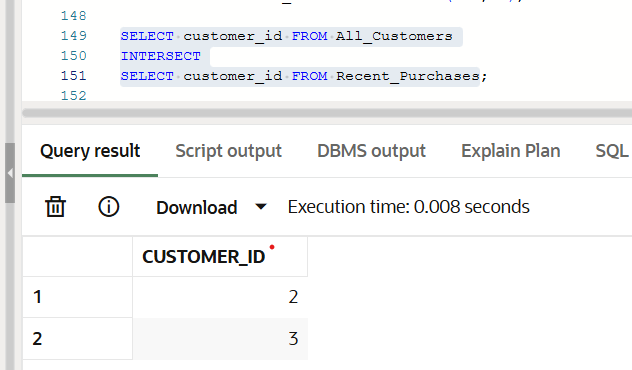 148
149 SELECT customer_id FROM All_Customers
150 INTERSECT
151 SELECT customer_id FROM Recent_Purchases;
152
Query result Script output DBMS output Explain Plan SQL
Download Execution time: 0.008 seconds
CUSTOMER_ID
1 2
2 3